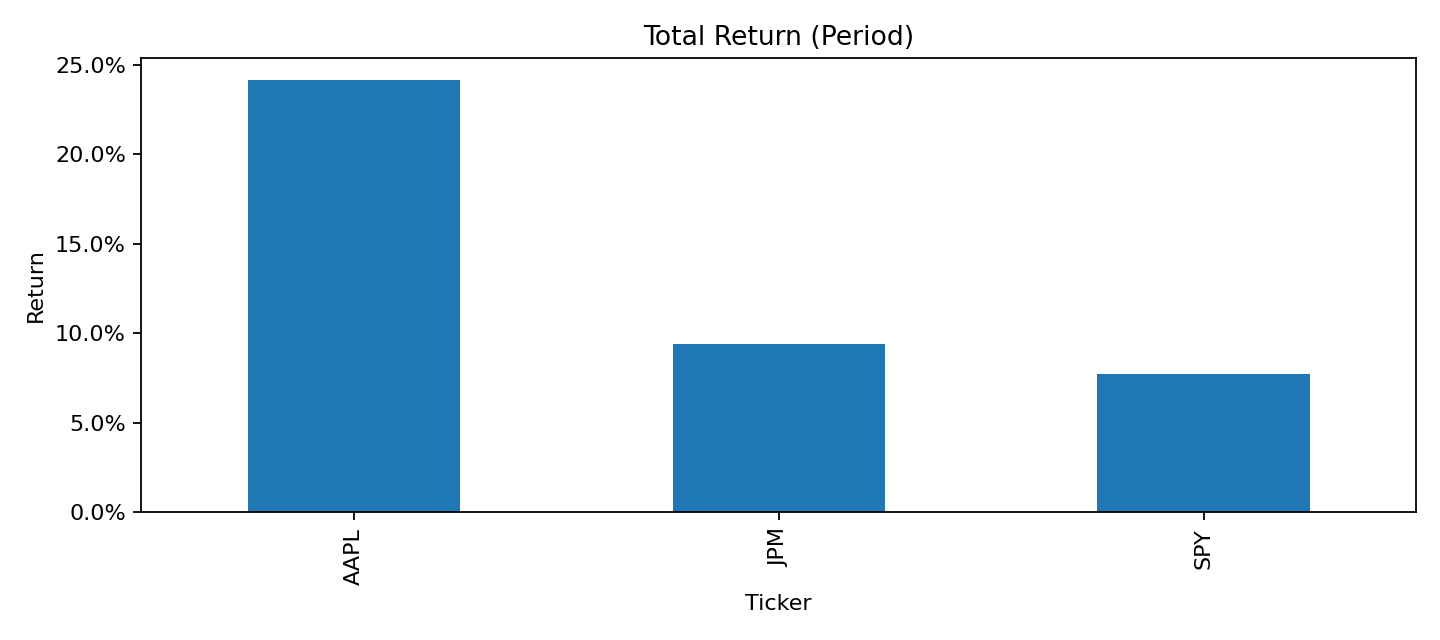 Total Return (Period)
25.0%
20.0%
15.0%
10.0%
5.0%
0.0%
Return
AAPL
JPM
SPY
Ticker